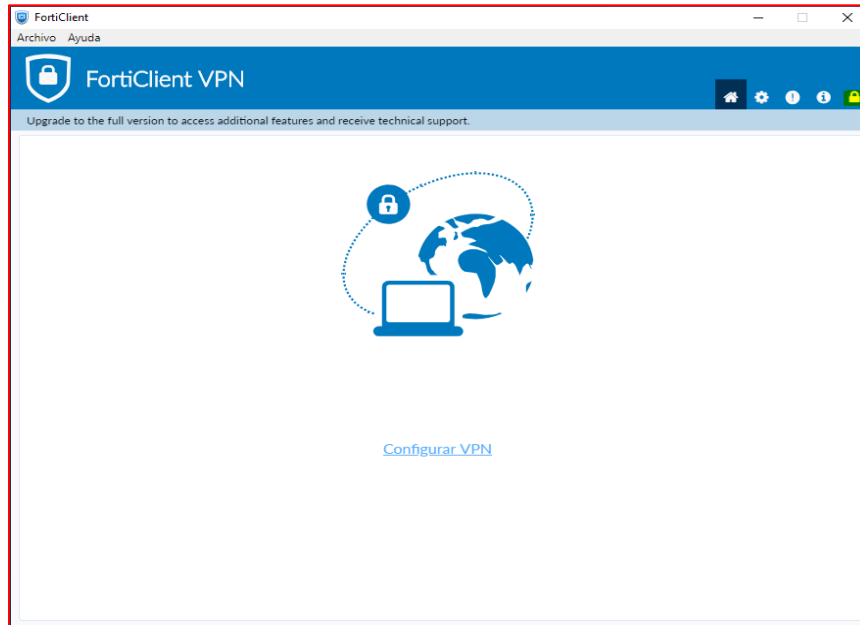 FortiClient
Archivo Ayuda
FortiClient VPN
Upgrade to the full version to access additional features and receive technical support.
Configurar VPN